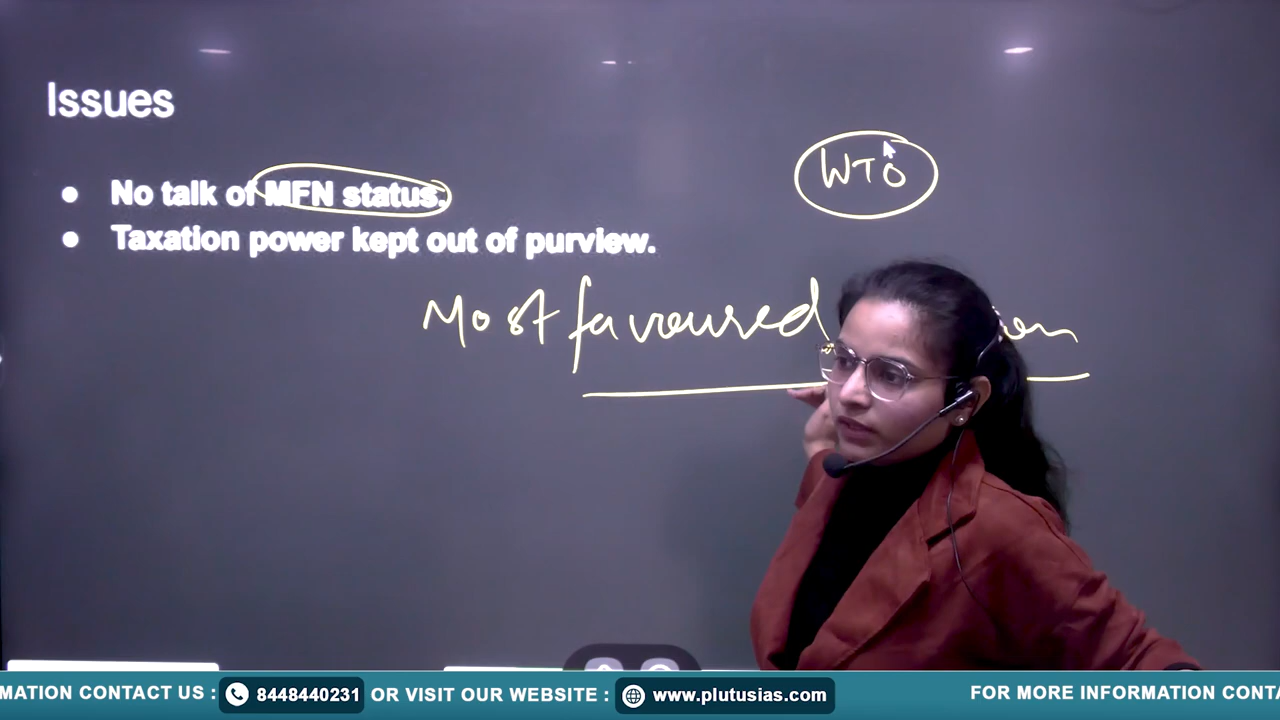 Issues
WTO
● No talk of MFN status.
● Taxation power kept out of purview.
Most favoured
MATION CONTACT US : 8448440231 OR VISIT OUR WEBSITE : www.plutusias.com FOR MORE INFORMATION CONTA